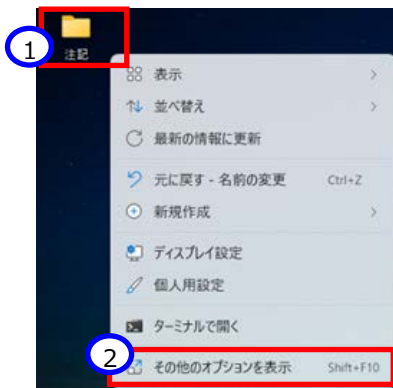 1
注記
表示
並べ替え
最新の情報に更新
元に戻す - 名前の変更 Ctrl+Z
新規作成
ディスプレイ設定
個人用設定
ターミナルで開く
2
その他のオプションを表示 Shift+F10